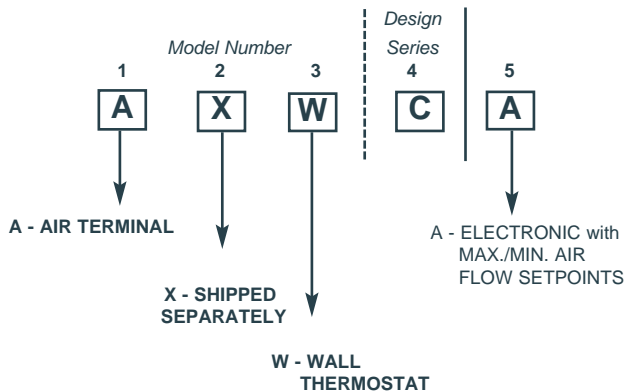 Design
Model Number Series
1 2 3 4 5
A X W C A
A - AIR TERMINAL
A - ELECTRONIC with
MAX./MIN. AIR
FLOW SETPOINTS
X - SHIPPED
SEPARATELY
W - WALL
THERMOSTAT